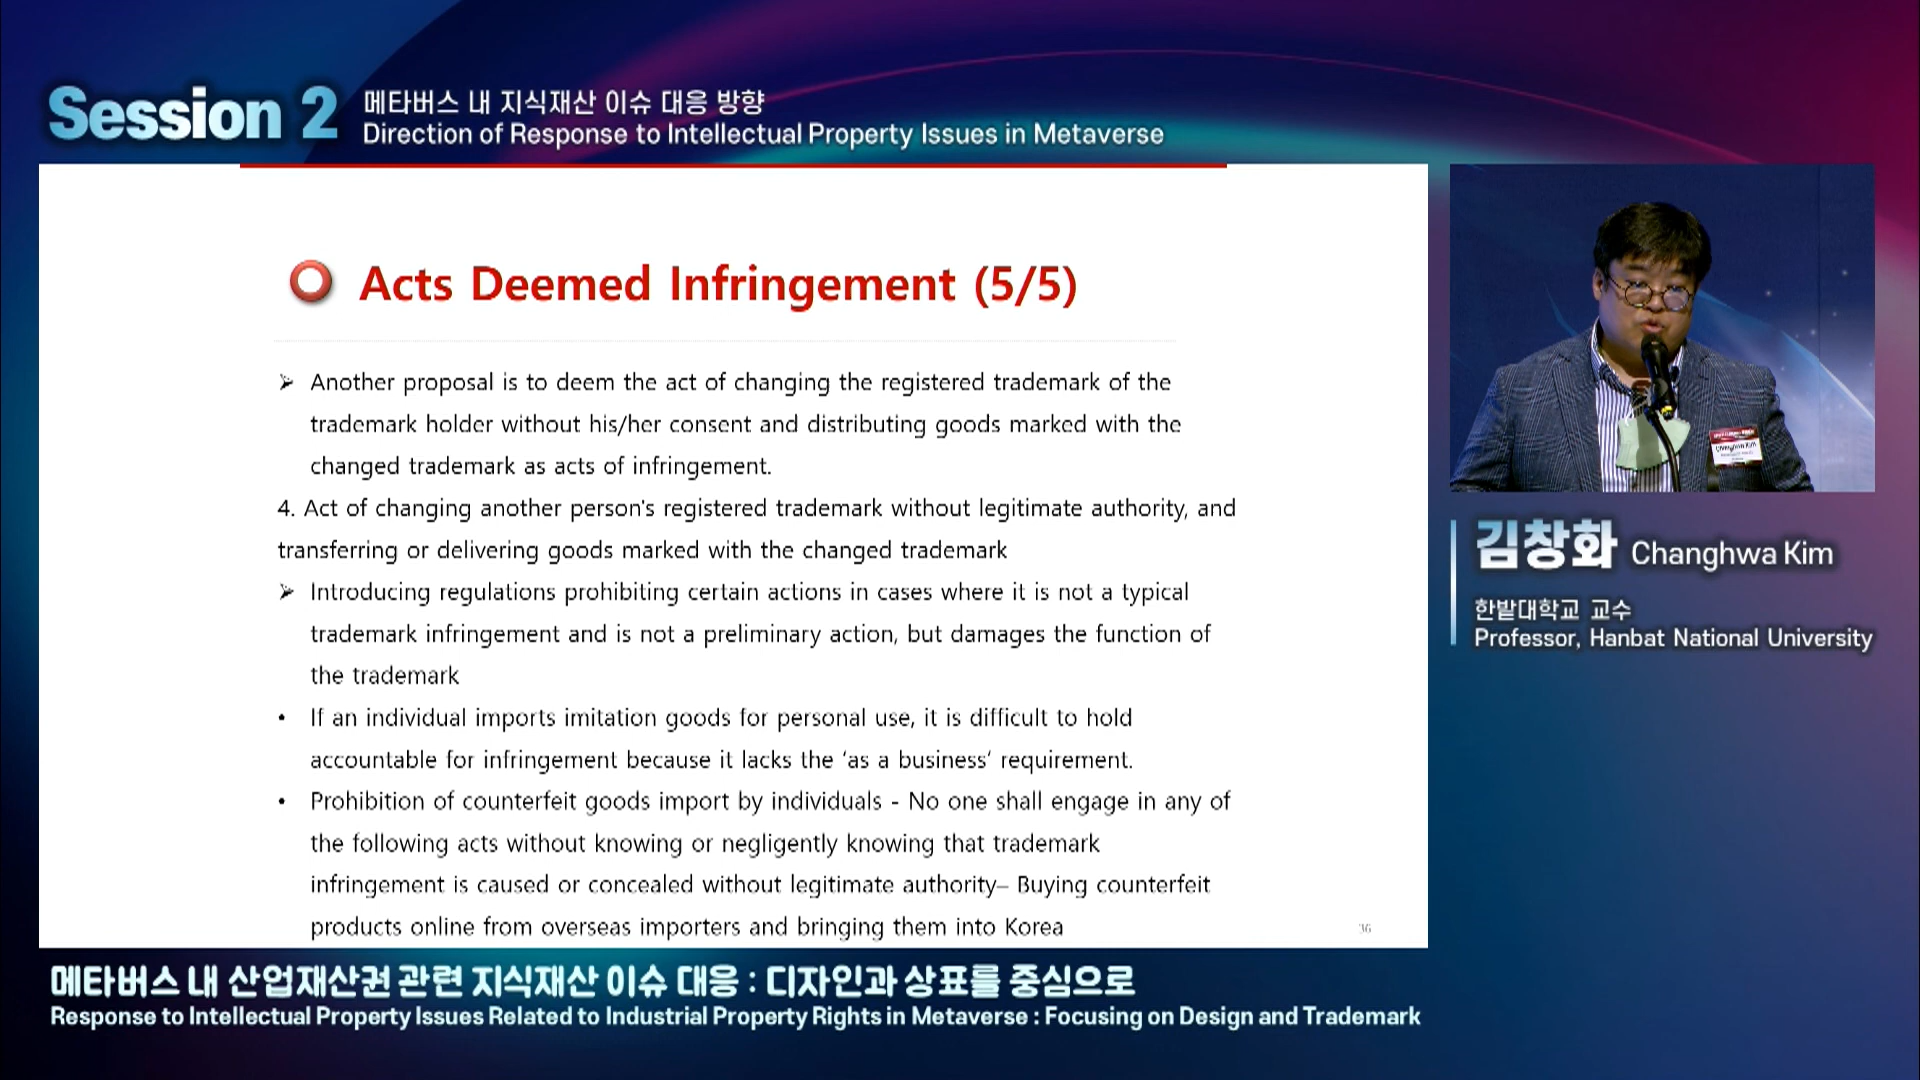 Session 2
메타버스 내 지식재산 이슈 대응 방향
Direction of Response to Intellectual Property Issues in Metaverse
Acts Deemed Infringement (5/5)
➢ Another proposal is to deem the act of changing the registered trademark of the
trademark holder without his/her consent and distributing goods marked with the
changed trademark as acts of infringement.
4. Act of changing another person's registered trademark without legitimate authority, and
transferring or delivering goods marked with the changed trademark
➢ Introducing regulations prohibiting certain actions in cases where it is not a typical
trademark infringement and is not a preliminary action, but damages the function of
the trademark
• If an individual imports imitation goods for personal use, it is difficult to hold
accountable for infringement because it lacks the ‘as a business’ requirement.
• Prohibition of counterfeit goods import by individuals - No one shall engage in any of
the following acts without knowing or negligently knowing that trademark
infringement is caused or concealed without legitimate authority– Buying counterfeit
products online from overseas importers and bringing them into Korea
36
김창화 Changhwa Kim
한밭대학교 교수
Professor, Hanbat National University
메타버스 내 산업재산권 관련 지식재산 이슈 대응 : 디자인과 상표를 중심으로
Response to Intellectual Property Issues Related to Industrial Property Rights in Metaverse : Focusing on Design and Trademark